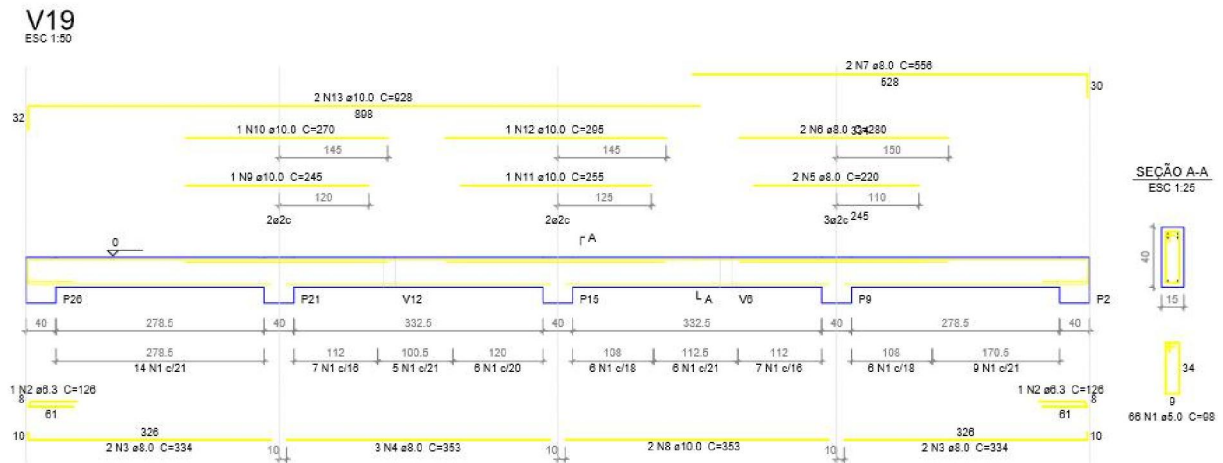 V19
ESC 1:50
2 N7 ø8.0 C=556
528
30
2 N13 ø10.0 C=928
898
32
1 N10 ø10.0 C=270
145
1 N12 ø10.0 C=295
145
2 N6 ø8.0 C=280
150
1 N9 ø10.0 C=245
120
1 N11 ø10.0 C=255
125
2 N5 ø8.0 C=220
110
SEÇÃO A-A
ESC 1:25
2ø2c
2ø2c
3ø2c 245
0
A
40
15
P26
P21
V12
P15
A
V6
P9
P2
40 278.5 40 332.5 40 332.5 40 278.5 40
278.5 112 100.5 120 108 112.5 112 108 170.5
14 N1 c/21 7 N1 c/16 5 N1 c/21 6 N1 c/20 6 N1 c/18 6 N1 c/21 7 N1 c/16 6 N1 c/18 9 N1 c/21
34
9
66 N1 ø5.0 C=98
1 N2 ø6.3 C=126
8
61
1 N2 ø6.3 C=126
8
61
10
326
2 N3 ø8.0 C=334
10
3 N4 ø8.0 C=353
10
2 N8 ø10.0 C=353
10
326
2 N3 ø8.0 C=334
10